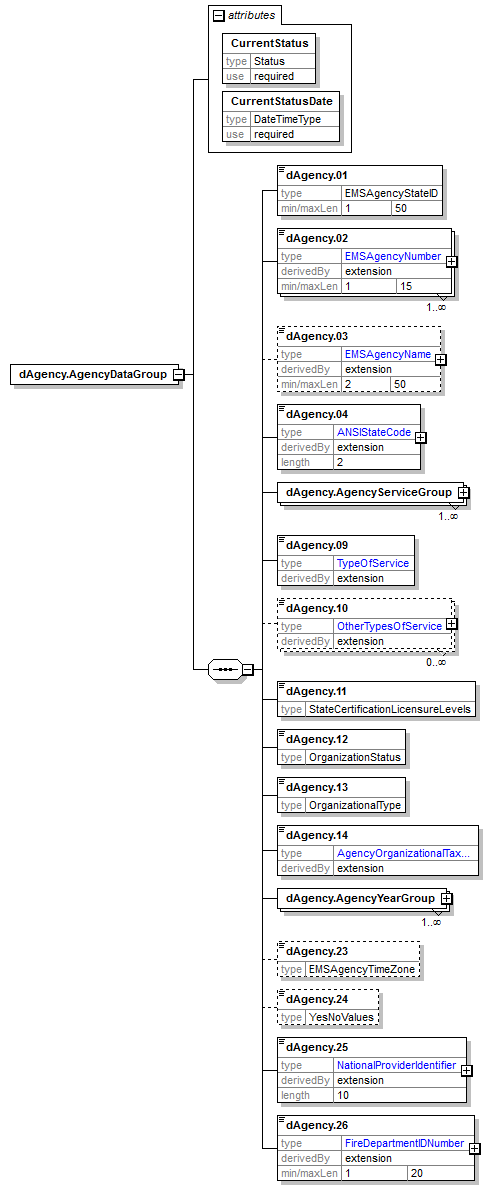 attributes
CurrentStatus
type Status
use required
CurrentStatusDate
type DateTimeType
use required
dAgency.01
type EMSAgencyStateID
min/maxLen 1 50
dAgency.02
type EMSAgencyNumber
derivedBy extension
min/maxLen 1 15
1..∞
dAgency.03
type EMSAgencyName
derivedBy extension
min/maxLen 2 50
dAgency.AgencyDataGroup
dAgency.04
type ANSIStateCode
derivedBy extension
length 2
dAgency.AgencyServiceGroup
1..∞
dAgency.09
type TypeOfService
derivedBy extension
dAgency.10
type OtherTypesOfService
derivedBy extension
0..∞
dAgency.11
type StateCertificationLicensureLevels
dAgency.12
type OrganizationStatus
dAgency.13
type OrganizationalType
dAgency.14
type AgencyOrganizationalTax...
derivedBy extension
dAgency.AgencyYearGroup
1..∞
dAgency.23
type EMSAgencyTimeZone
dAgency.24
type YesNoValues
dAgency.25
type NationalProviderIdentifier
derivedBy extension
length 10
dAgency.26
type FireDepartmentIDNumber
derivedBy extension
min/maxLen 1 20